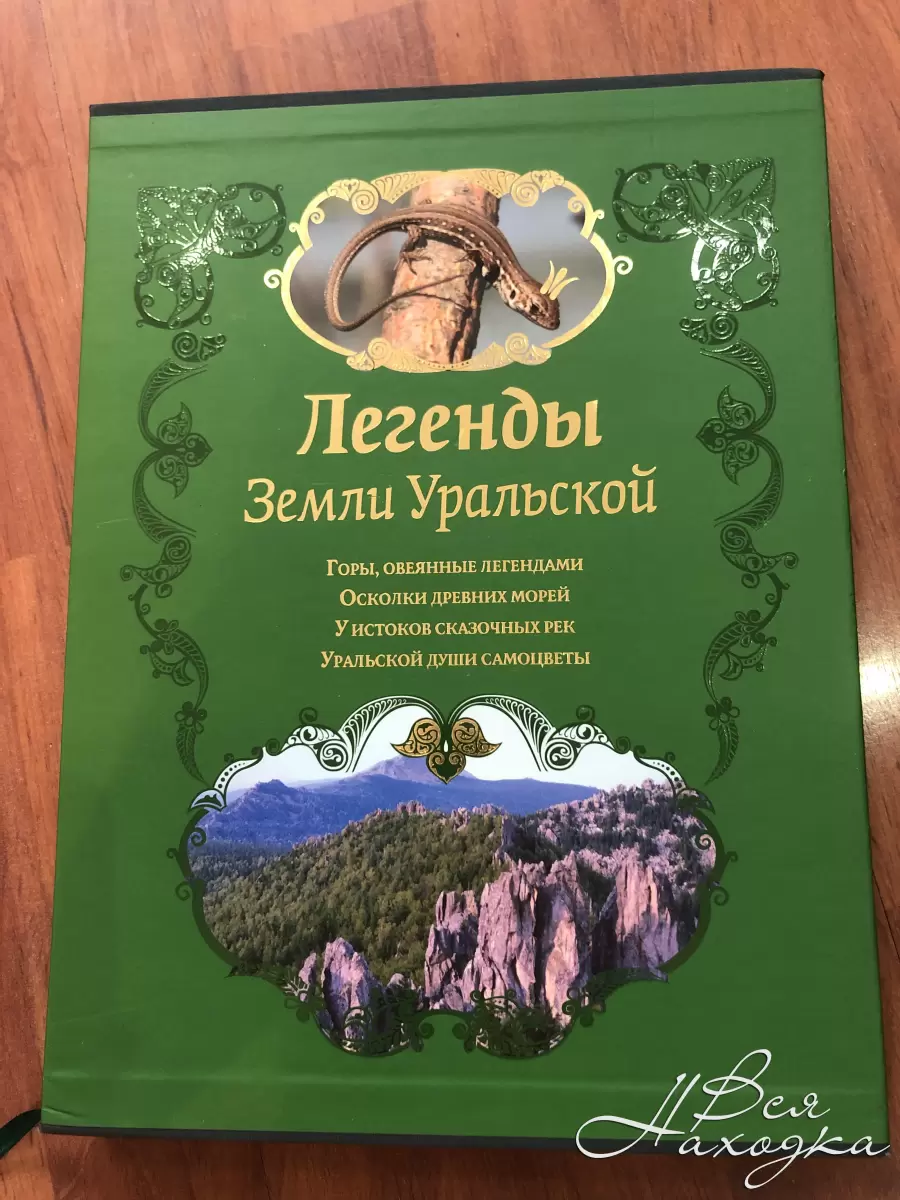 Легенды
Земли Уральской
Горы, овеянные легендами
Осколки древних морей
У истоков сказочных рек
Уральской души самоцветы
Вся
Находка